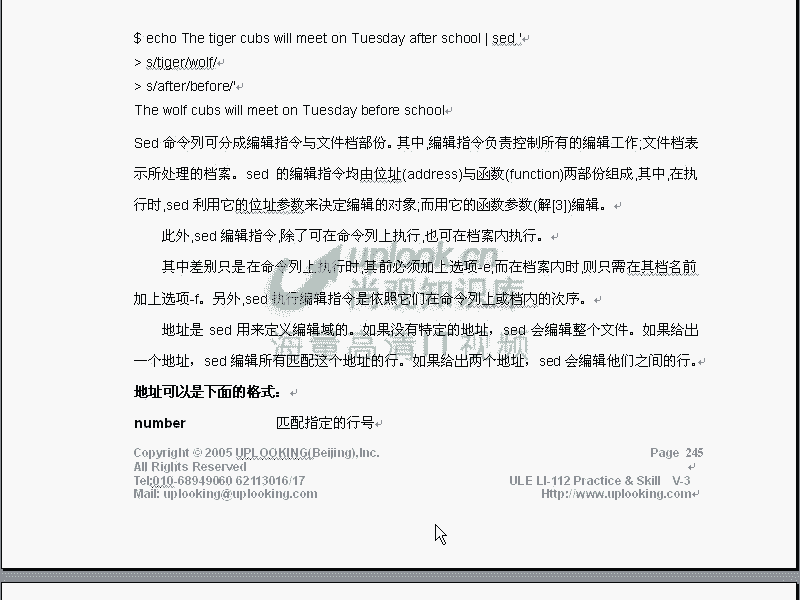 $ echo The tiger cubs will meet on Tuesday after school | sed '
> s/tiger/wolf/
> s/after/before/'
The wolf cubs will meet on Tuesday before school
Sed 命令列可分成编辑指令与文件档部份。其中,编辑指令负责控制所有的编辑工作;文件档表
示所处理的档案。sed 的编辑指令均由位址(address)与函数(function)两部份组成,其中,在执
行时,sed 利用它的位址参数来决定编辑的对象;而用它的函数参数(解[3])编辑。
此外,sed 编辑指令,除了可在命令列上执行,也可在档案内执行。
其中差别只是在命令列上执行时,其前必须加上选项-e,而在档案内时,则只需在其档名前
加上选项-f。另外,sed 执行编辑指令是依照它们在命令列上或档内的次序。
地址是 sed 用来定义编辑域的。如果没有特定的地址，sed 会编辑整个文件。如果给出
一个地址，sed 编辑所有匹配这个地址的行。如果给出两个地址，sed 会编辑他们之间的行。
地址可以是下面的格式：
number 匹配指定的行号
Copyright © 2005 UPLOOKING(Beijing),Inc. Page 245
All Rights Reserved
Tel:010-68949060 62113016/17 ULE LI-112 Practice & Skill V-3
Mail: uplooking@uplooking.com Http://www.uplooking.com
uplook.cn
尚观知识库
海量高清IT视频